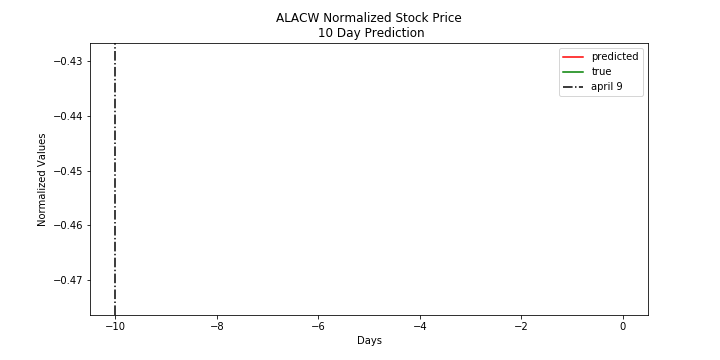 ALACW Normalized Stock Price
10 Day Prediction
predicted
true
april 9
Normalized Values
−0.43
−0.44
−0.45
−0.46
−0.47
−10
−8
−6
−4
−2
0
Days